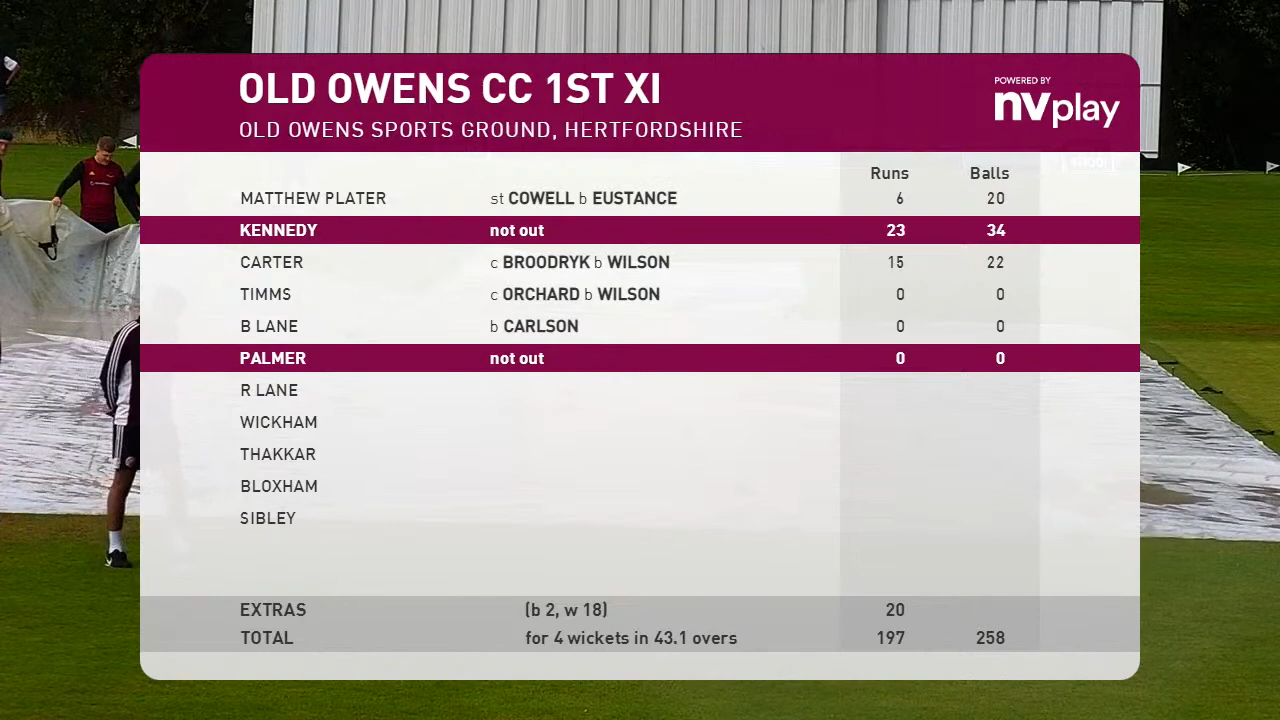 OLD OWENS CC 1ST XI
OLD OWENS SPORTS GROUND, HERTFORDSHIRE
POWERED BY
nvplay
Runs Balls
MATTHEW PLATER st COWELL b EUSTANCE 6 20
KENNEDY not out 23 34
CARTER c BROODRYK b WILSON 15 22
TIMMS c ORCHARD b WILSON 0 0
B LANE b CARLSON 0 0
PALMER not out 0 0
R LANE
WICKHAM
THAKKAR
BLOXHAM
SIBLEY
EXTRAS (b 2, w 18) 20
TOTAL for 4 wickets in 43.1 overs 197 258